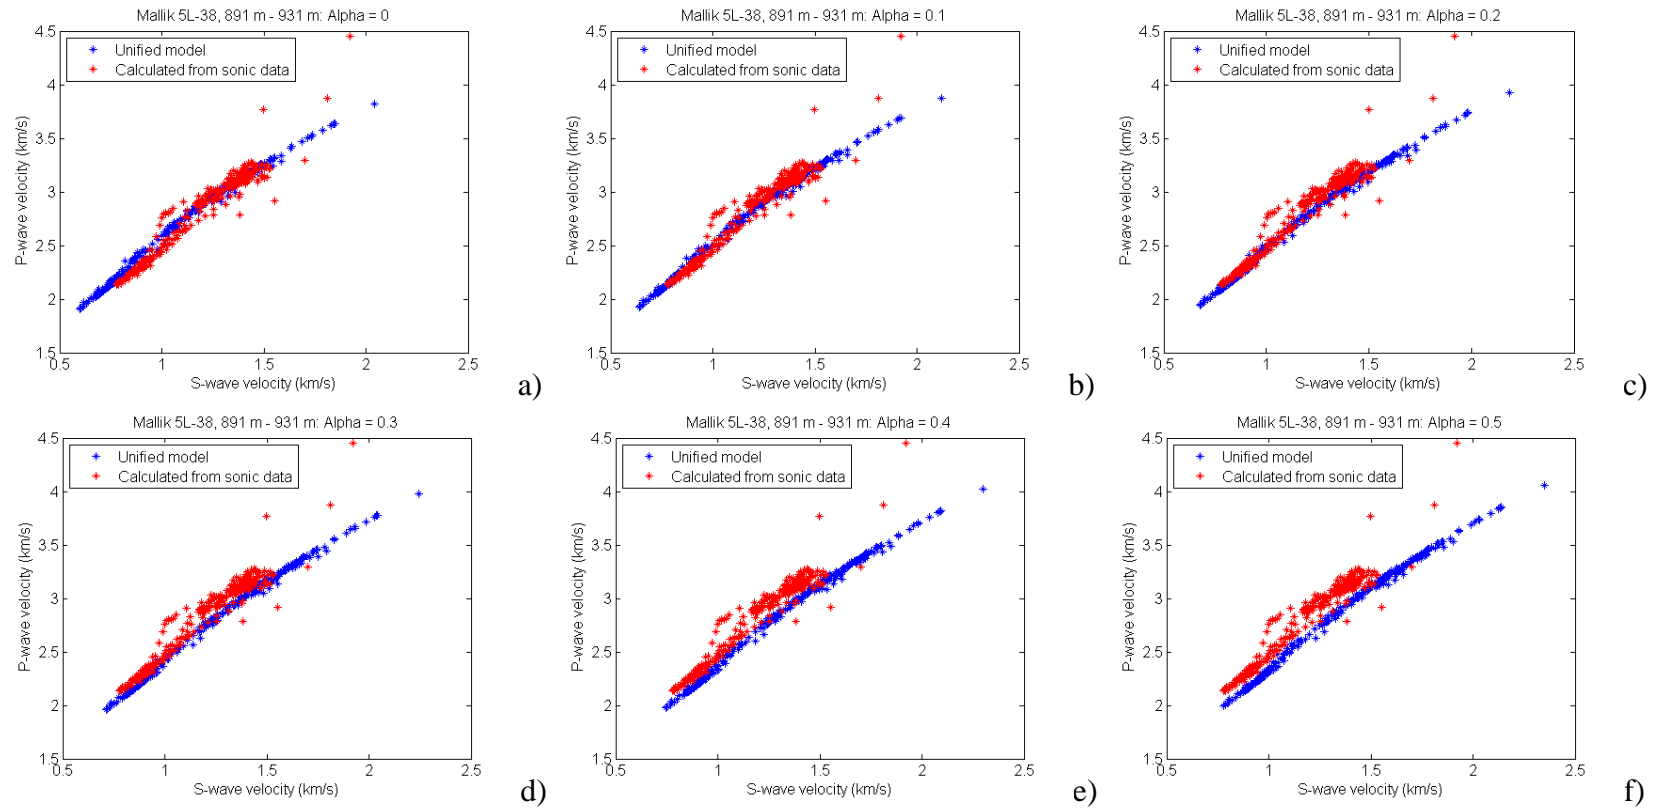 Mallik 5L-38, 891 m - 931 m: Alpha = 0
4.5
4
3.5
3
2.5
2
1.5
P-wave velocity (km/s)
Unified model
Calculated from sonic data
0.5
1
1.5
2
2.5
S-wave velocity (km/s)
a)
Mallik 5L-38, 891 m - 931 m: Alpha = 0.1
4.5
4
3.5
3
2.5
2
1.5
P-wave velocity (km/s)
Unified model
Calculated from sonic data
0.5
1
1.5
2
2.5
S-wave velocity (km/s)
b)
Mallik 5L-38, 891 m - 931 m: Alpha = 0.2
4.5
4
3.5
3
2.5
2
1.5
P-wave velocity (km/s)
Unified model
Calculated from sonic data
0.5
1
1.5
2
2.5
S-wave velocity (km/s)
c)
Mallik 5L-38, 891 m - 931 m: Alpha = 0.3
4.5
4
3.5
3
2.5
2
1.5
P-wave velocity (km/s)
Unified model
Calculated from sonic data
0.5
1
1.5
2
2.5
S-wave velocity (km/s)
d)
Mallik 5L-38, 891 m - 931 m: Alpha = 0.4
4.5
4
3.5
3
2.5
2
1.5
P-wave velocity (km/s)
Unified model
Calculated from sonic data
0.5
1
1.5
2
2.5
S-wave velocity (km/s)
e)
Mallik 5L-38, 891 m - 931 m: Alpha = 0.5
4.5
4
3.5
3
2.5
2
1.5
P-wave velocity (km/s)
Unified model
Calculated from sonic data
0.5
1
1.5
2
2.5
S-wave velocity (km/s)
f)